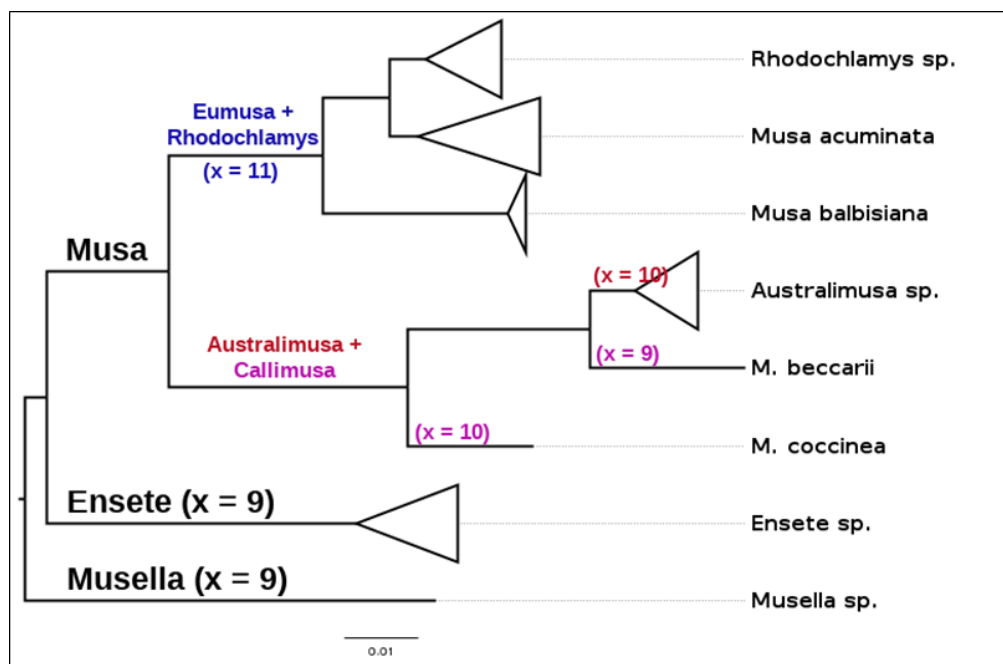 Rhodochlamys sp.
Eumusa +
Rhodochlamys
(x = 11)
Musa acuminata
Musa balbisiana
Musa
(x = 10)
Australimusa sp.
Australimusa +
Callimusa
(x = 9)
M. beccarii
(x = 10)
M. coccinea
Ensete (x = 9)
Ensete sp.
Musella (x = 9)
Musella sp.
0.01